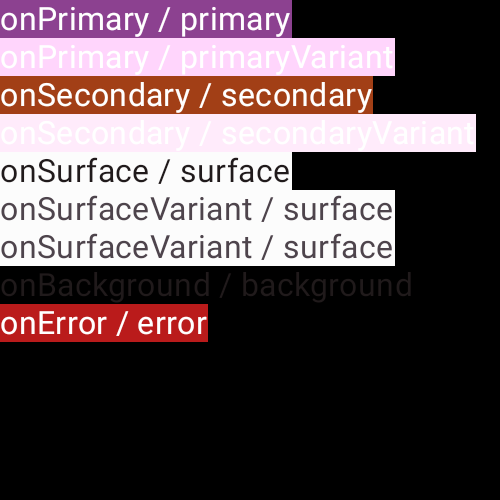 onPrimary / primary
onPrimary / primaryVariant
onSecondary / secondary
onSecondary / secondaryVariant
onSurface / surface
onSurfaceVariant / surface
onSurfaceVariant / surface
onBackground / background
onError / error